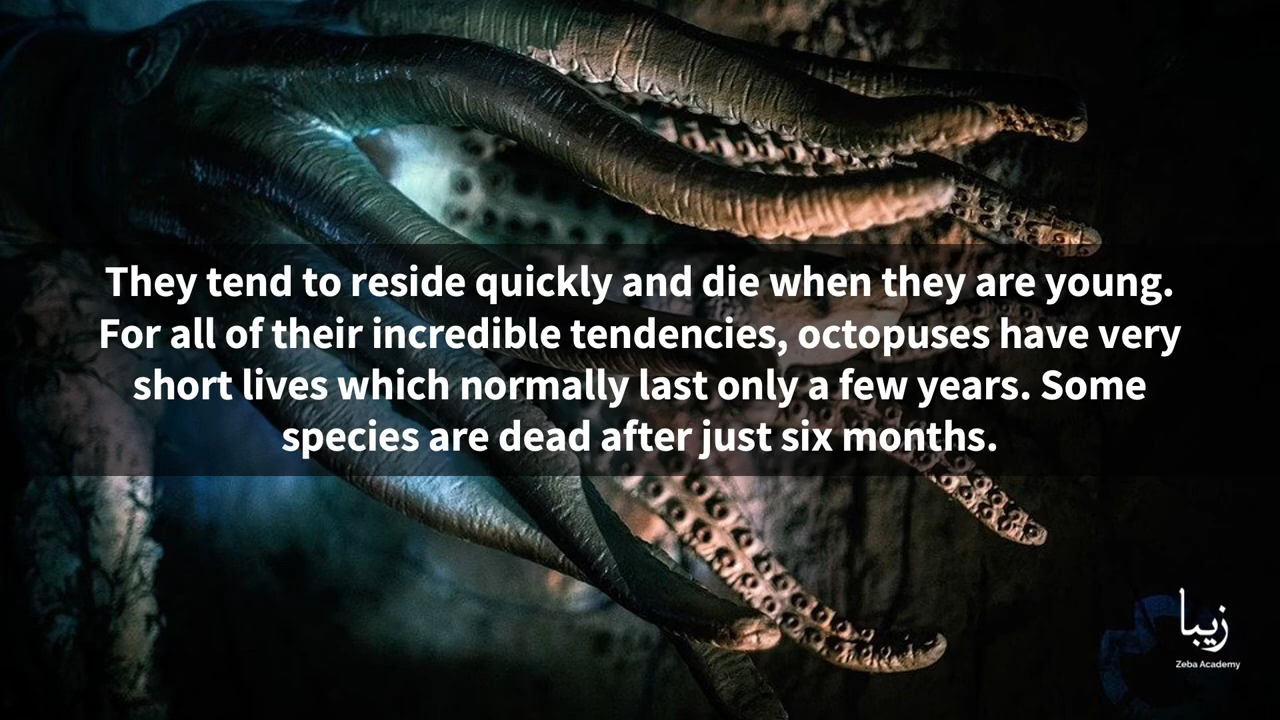 They tend to reside quickly and die when they are young.
For all of their incredible tendencies, octopuses have very
short lives which normally last only a few years. Some
species are dead after just six months.
زیبا
Zeba Academy